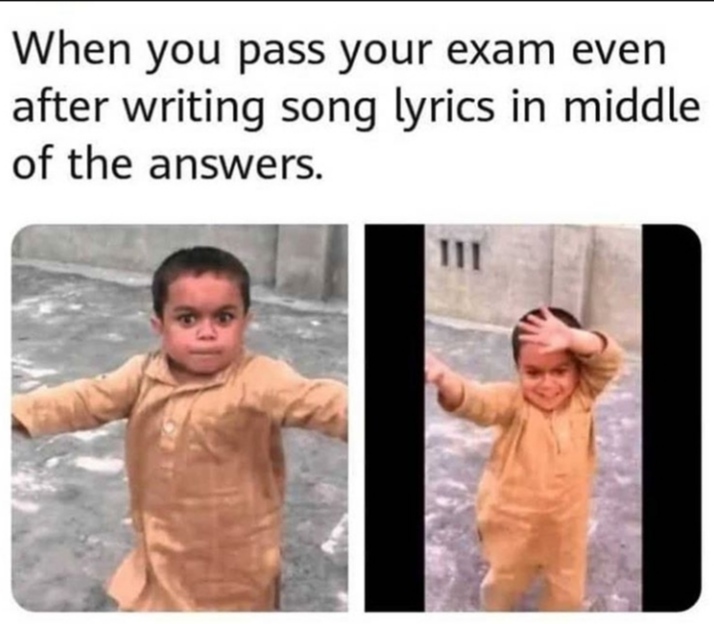 When you pass your exam even
after writing song lyrics in middle
of the answers.